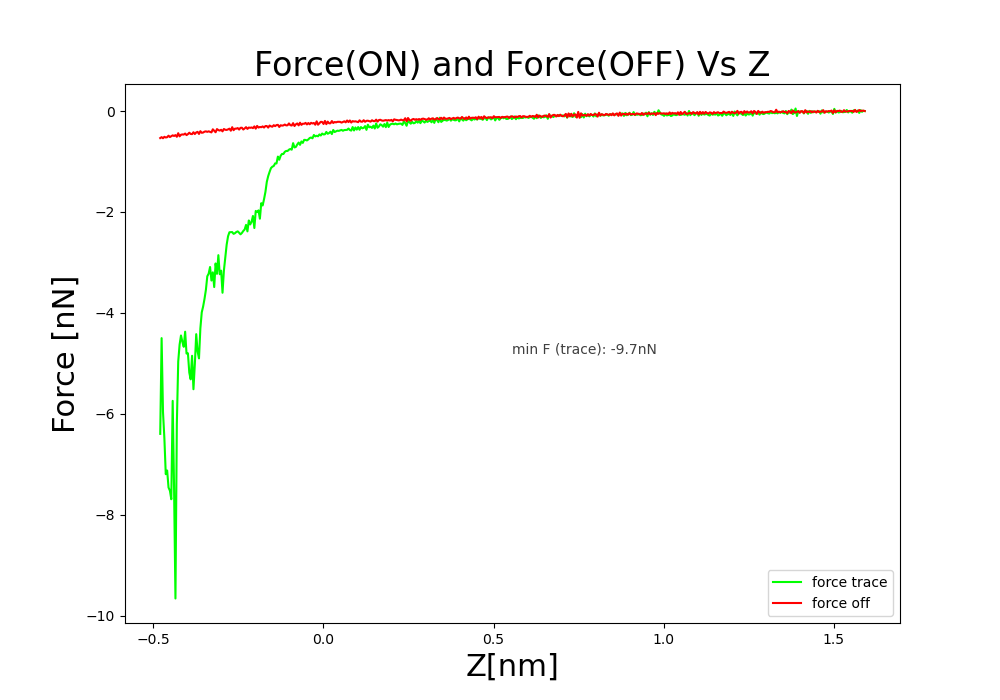 Force(ON) and Force(OFF) Vs Z
Force [nN]
0
−2
−4
−6
−8
−10
min F (trace): -9.7nN
force trace
force off
−0.5
0.0
0.5
1.0
1.5
Z[nm]